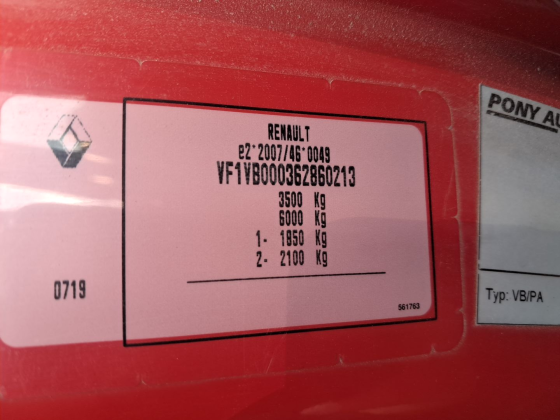 RENAULT
e2*2007/46*0049
VF1VB000362860213
3500 Kg
6000 Kg
1- 1850 Kg
2- 2100 Kg
0719
561763
PONY AU
Typ: VB/PA